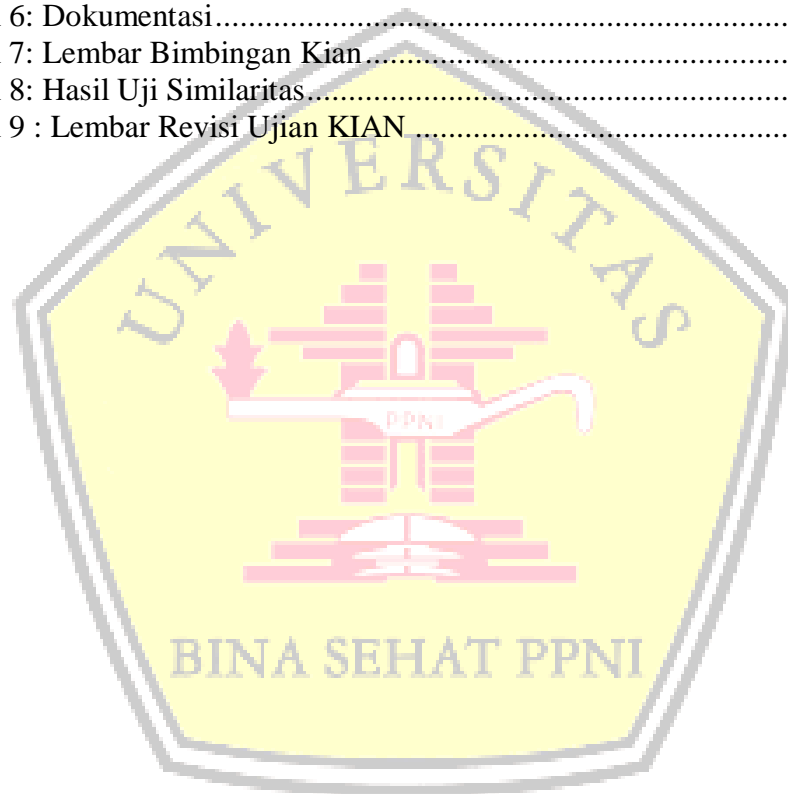 6: Dokumentasi..........................................................................
7: Lembar Bimbingan Kian.......................................................
8: Hasil Uji Similaritas..............................................................
9 : Lembar Revisi Ujian KIAN ................................................
UNIVERSITAS
PPNI
BINA SEHAT PPNI